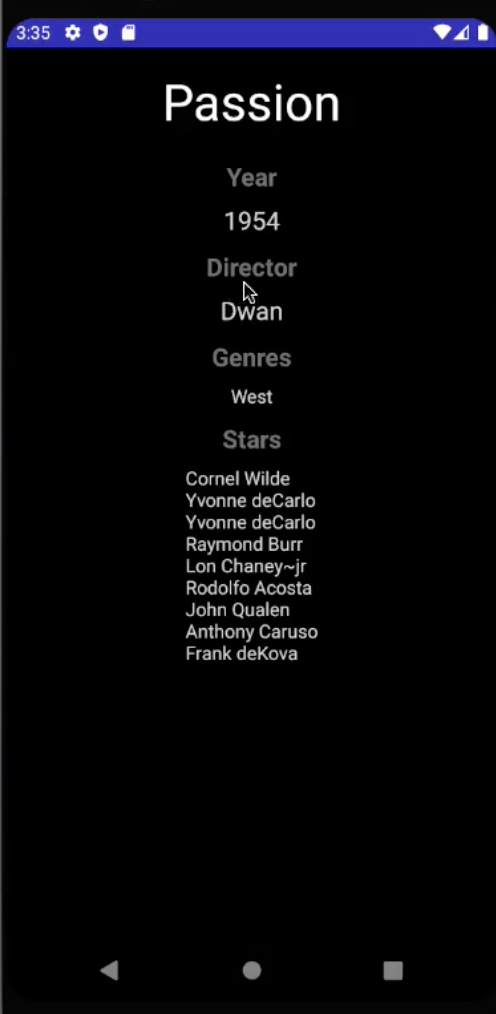 3:35
Passion
Year
1954
Director
Dwan
Genres
West
Stars
Cornel Wilde
Yvonne deCarlo
Yvonne deCarlo
Raymond Burr
Lon Chaney~jr
Rodolfo Acosta
John Qualen
Anthony Caruso
Frank deKova